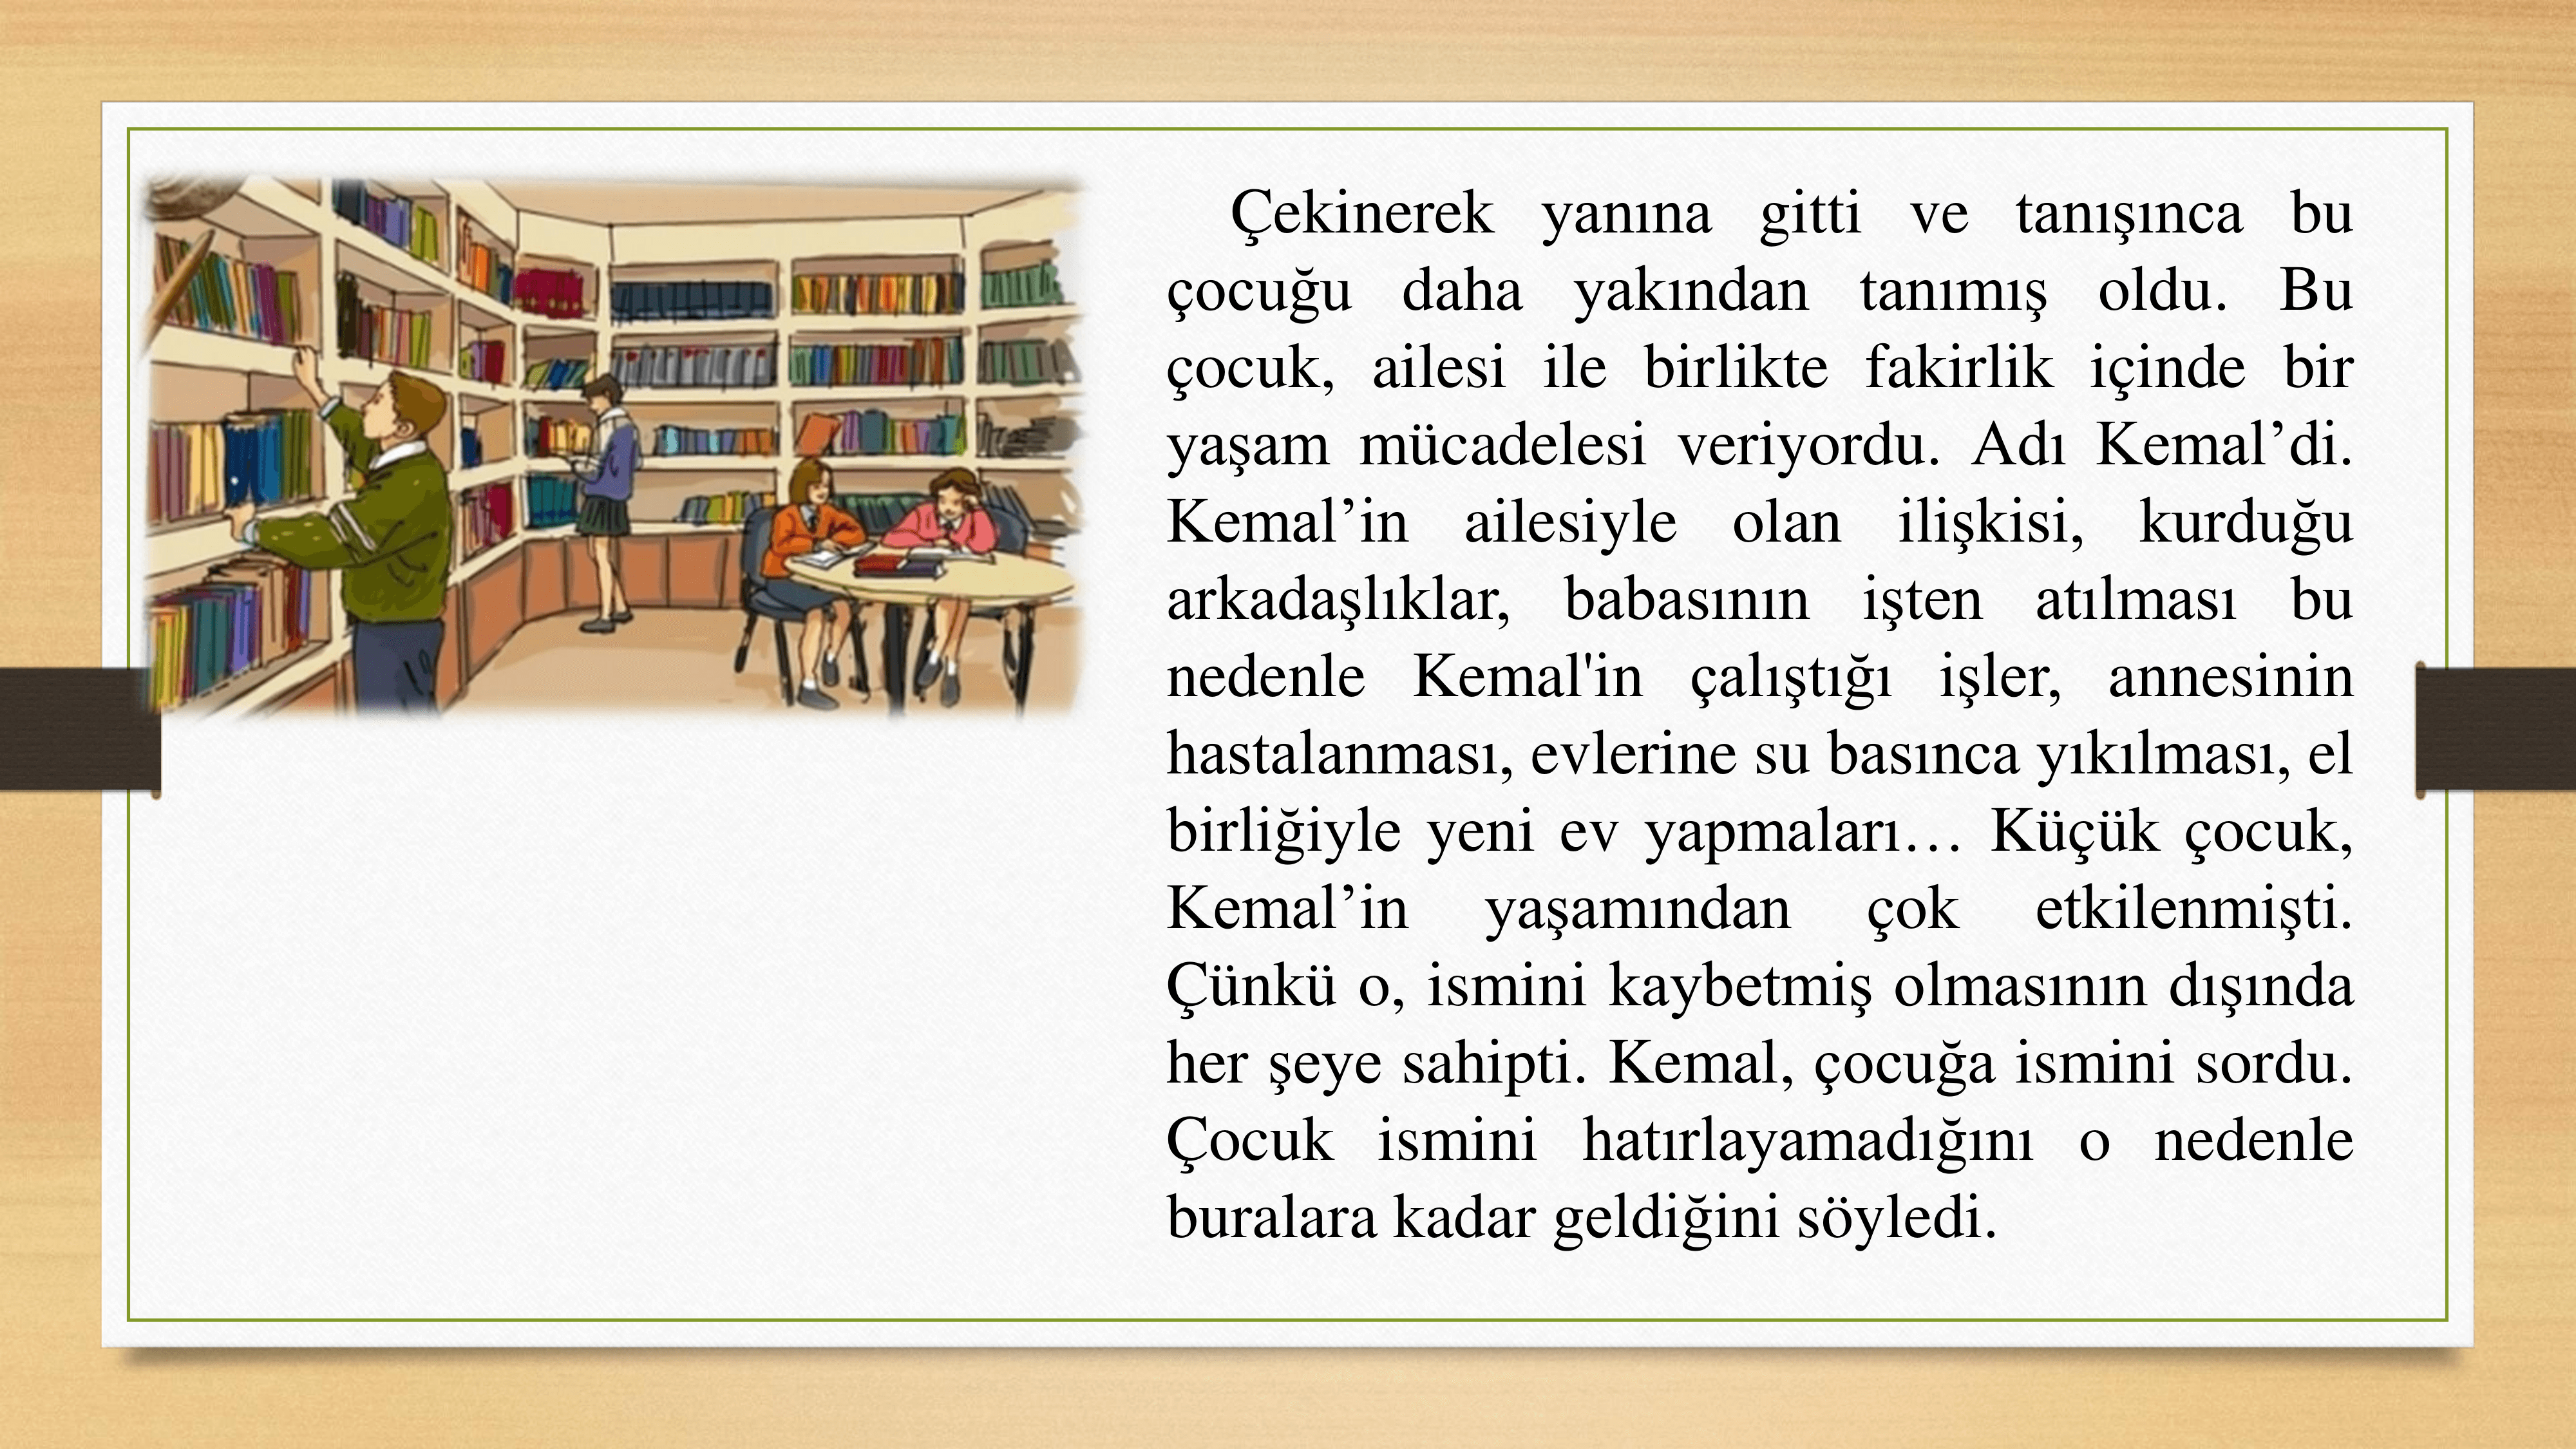 Çekinerek yanına gitti ve tanışınca bu
çocuğu daha yakından tanımış oldu. Bu
çocuk, ailesi ile birlikte fakirlik içinde bir
yaşam mücadelesi veriyordu. Adı Kemal’di.
Kemal’in ailesiyle olan ilişkisi, kurduğu
arkadaşlıklar, babasının işten atılması bu
nedenle Kemal'in çalıştığı işler, annesinin
hastalanması, evlerine su basınca yıkılması, el
birliğiyle yeni ev yapmaları… Küçük çocuk,
Kemal’in yaşamından çok etkilenmişti.
Çünkü o, ismini kaybetmiş olmasının dışında
her şeye sahipti. Kemal, çocuğa ismini sordu.
Çocuk ismini hatırlayamadığını o nedenle
buralara kadar geldiğini söyledi.